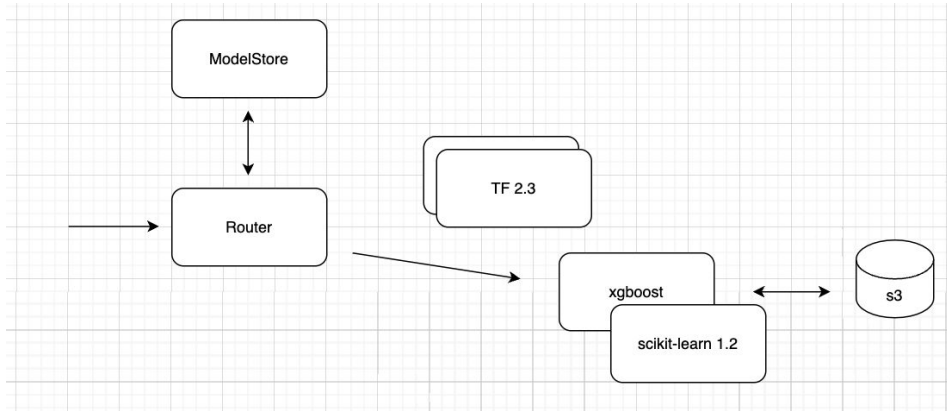 ModelStore
TF 2.3
Router
xgboost
s3
scikit-learn 1.2